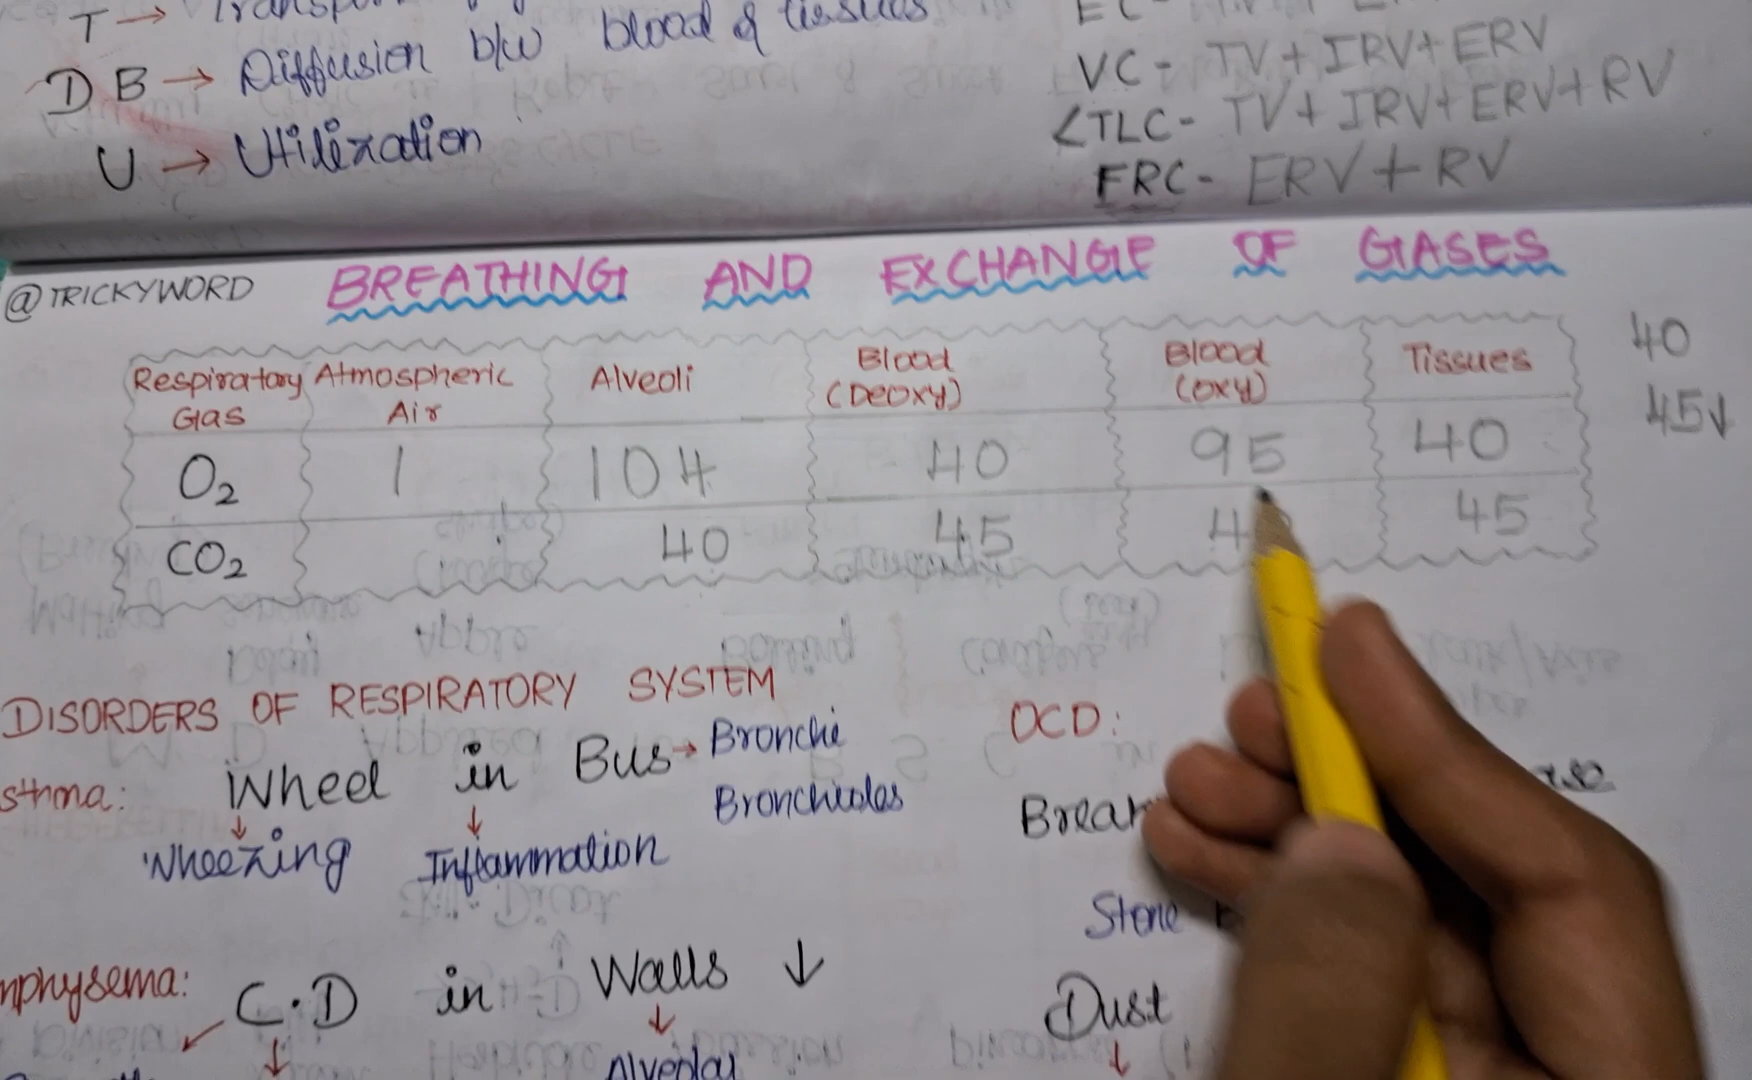 T →
D B → Diffusion b/w blood & tissues
U → Utilization
VC - TV + IRV + ERV
TLC - TV + IRV + ERV + RV
FRC - ERV + RV
@TRICKYWORD BREATHING AND EXCHANGE OF GASES
Respiratory Gas Atmospheric Air Alveoli Blood (Deoxy) Blood (oxy) Tissues
O2 1 104 40 95 40
CO2 40 45 45
40
45↓
DISORDERS OF RESPIRATORY SYSTEM
Wheel in Bus → Bronchi
Bronchioles
Wheezing Inflammation
C.D in Walls ↓
OCD:
Stone
Dust